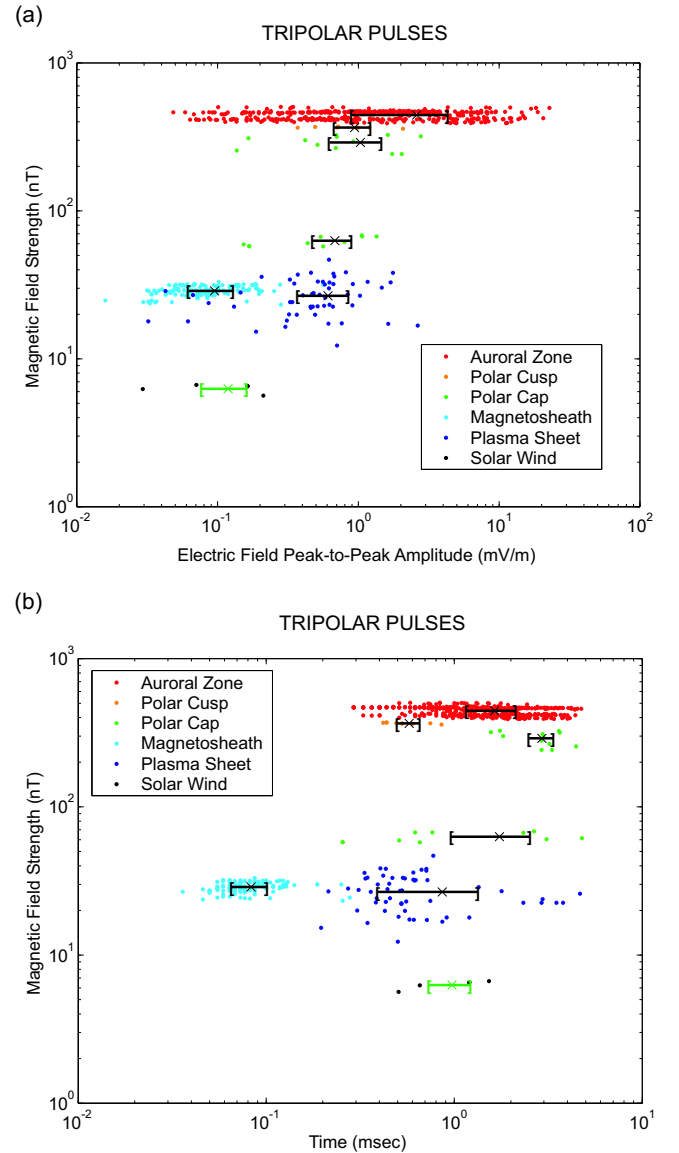 (a)
TRIPOLAR PULSES
10^3
10^2
10^1
10^0
Magnetic Field Strength (nT)
Auroral Zone
Polar Cusp
Polar Cap
Magnetosheath
Plasma Sheet
Solar Wind
10^-2 10^-1 10^0 10^1 10^2
Electric Field Peak-to-Peak Amplitude (mV/m)
(b)
TRIPOLAR PULSES
10^3
Auroral Zone
Polar Cusp
Polar Cap
Magnetosheath
Plasma Sheet
Solar Wind
10^2
10^1
10^0
Magnetic Field Strength (nT)
10^-2 10^-1 10^0 10^1
Time (msec)